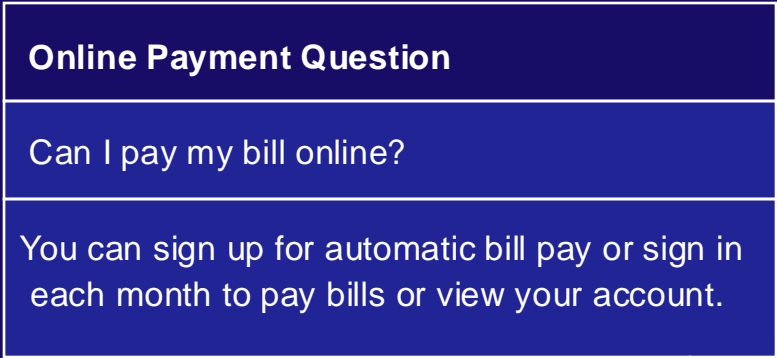 Online Payment Question
Can I pay my bill online?
You can sign up for automatic bill pay or sign in
each month to pay bills or view your account.